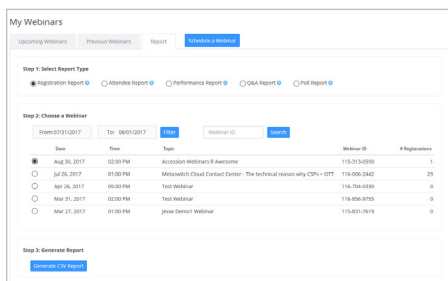 My Webinars
Upcoming Webinars Previous Webinars Report Schedule a Webinar
Step 1: Select Report Type
Registration Report Attendee Report Performance Report Q&A Report Poll Report
Step 2: Choose a Webinar
From:07/31/2017 To: 08/01/2017 Filter Webinar ID Search
Date Time Topic Webinar ID # Registrations
Aug 30, 2017 02:00 PM Accession Webinars R Awesome 115-313-0590 1
Jul 26, 2017 01:00 PM Metaswitch Cloud Contact Center - The technical reason why CSPs > OTT 116-006-2442 29
Apr 26, 2017 05:00 PM Test Webinar 116-704-0330 0
Mar 31, 2017 02:00 PM Test Webinar 116-856-9755 0
Mar 27, 2017 01:00 PM Jesse Demo1 Webinar 115-831-7619 0
Step 3: Generate Report
Generate CSV Report